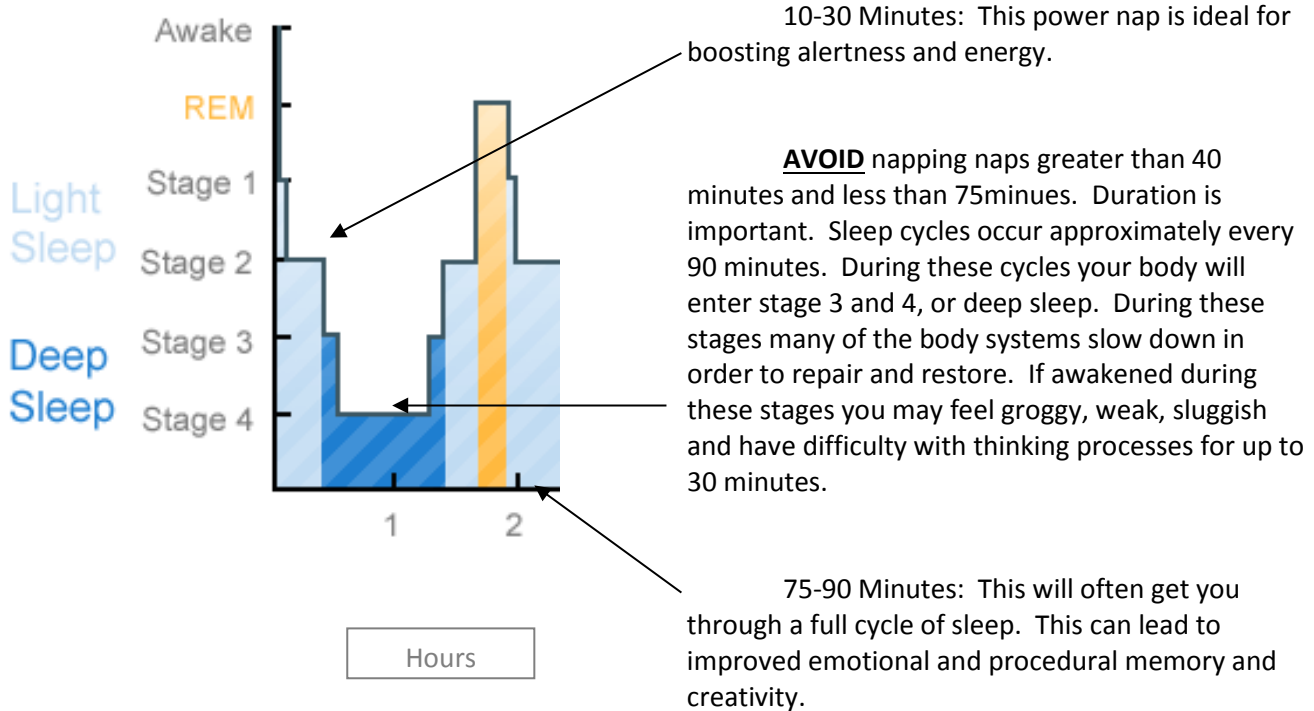 Awake
REM
Stage 1
Light
Sleep
Stage 2
Stage 3
Deep
Sleep
Stage 4
1
2
Hours
10-30 Minutes:  This power nap is ideal for
boosting alertness and energy.
AVOID napping naps greater than 40
minutes and less than 75minues.  Duration is
important.  Sleep cycles occur approximately every
90 minutes.  During these cycles your body will
enter stage 3 and 4, or deep sleep.  During these
stages many of the body systems slow down in
order to repair and restore.  If awakened during
these stages you may feel groggy, weak, sluggish
and have difficulty with thinking processes for up to
30 minutes.
75-90 Minutes:  This will often get you
through a full cycle of sleep.  This can lead to
improved emotional and procedural memory and
creativity.